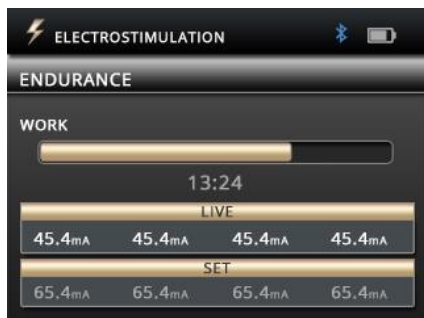 ELECTROSTIMULATION
ENDURANCE
WORK
13:24
LIVE
45.4mA 45.4mA 45.4mA 45.4mA
SET
65.4mA 65.4mA 65.4mA 65.4mA